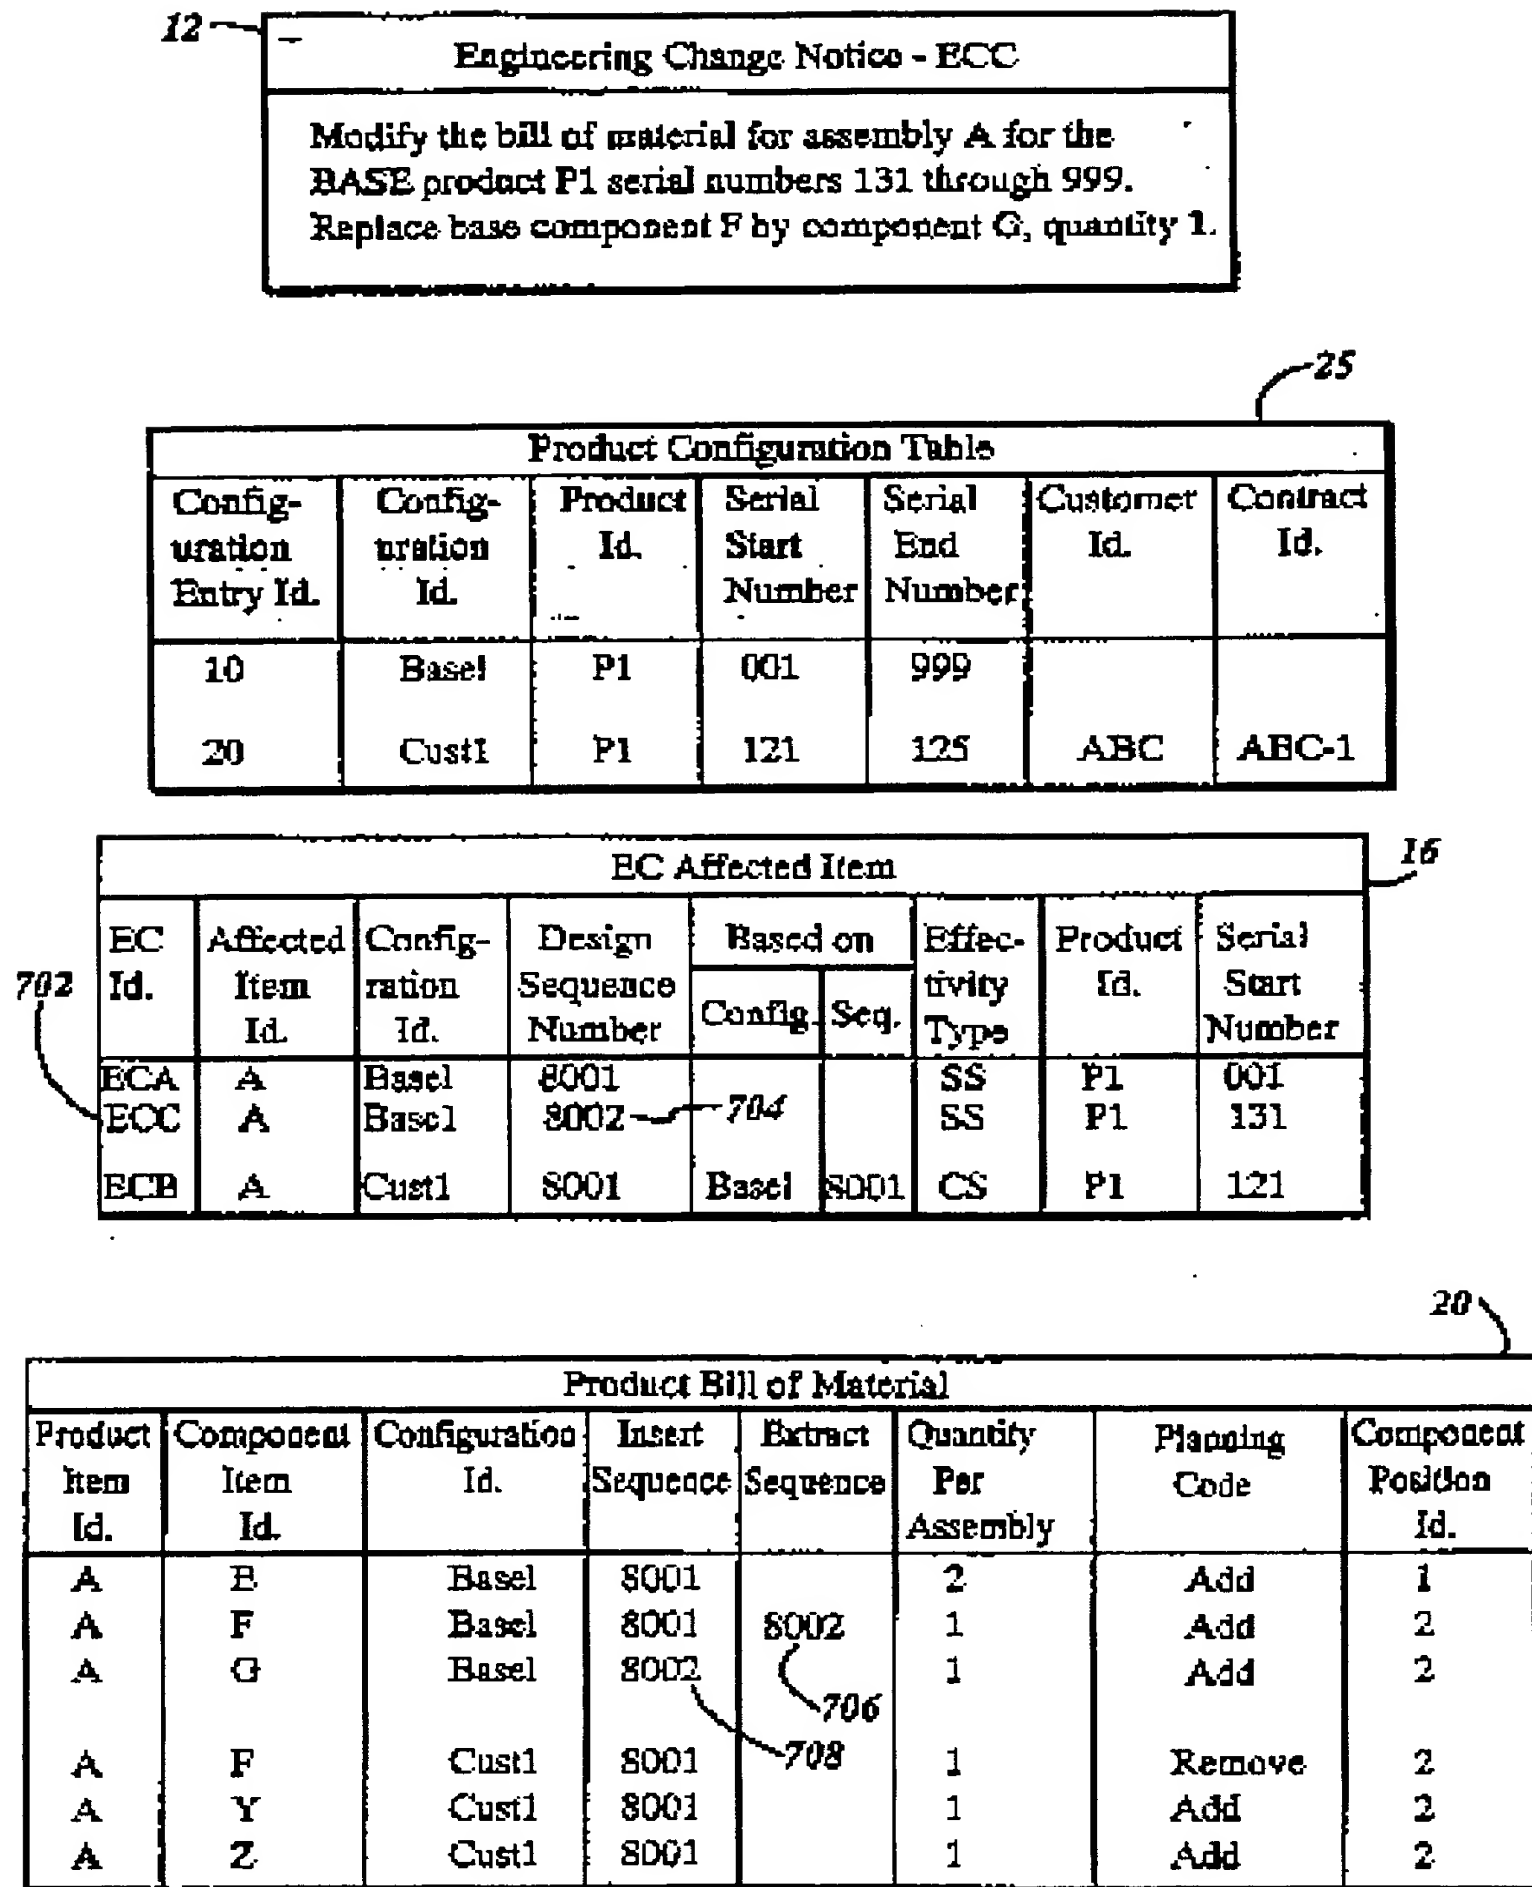 12
Engineering Change Notice - ECC
Modify the bill of material for assembly A for the
BASE product P1 serial numbers 131 through 999.
Replace base component F by component G, quantity 1.
25
Product Configuration Table
Config- Config- Product Serial Serial Customer Contract
uration uration Id. Start End Id. Id.
Entry Id. Id. Number Number
10 Base1 P1 001 999
20 Cust1 P1 121 125 ABC ABC-1
EC Affected Item
16
EC Affected Config- Design Based on Effec- Product Serial
702 Id. Item ration Sequence Config. Seq. tivity Id. Start
Id. Id. Number Type Number
ECA A Base1 8001 SS P1 001
ECC A Base1 8002 704 SS P1 131
ECB A Cust1 8001 Base1 8001 CS P1 121
20
Product Bill of Material
Product Component Configuration Insert Extract Quantity Planning Component
Item Item Id. Sequence Sequence Per Code Position
Id. Id. Assembly Id.
A E Base1 8001 2 Add 1
A F Base1 8001 8002 1 Add 2
A G Base1 8002 1 Add 2
706
A F Cust1 8001 708 1 Remove 2
A Y Cust1 8001 1 Add 2
A Z Cust1 8001 1 Add 2